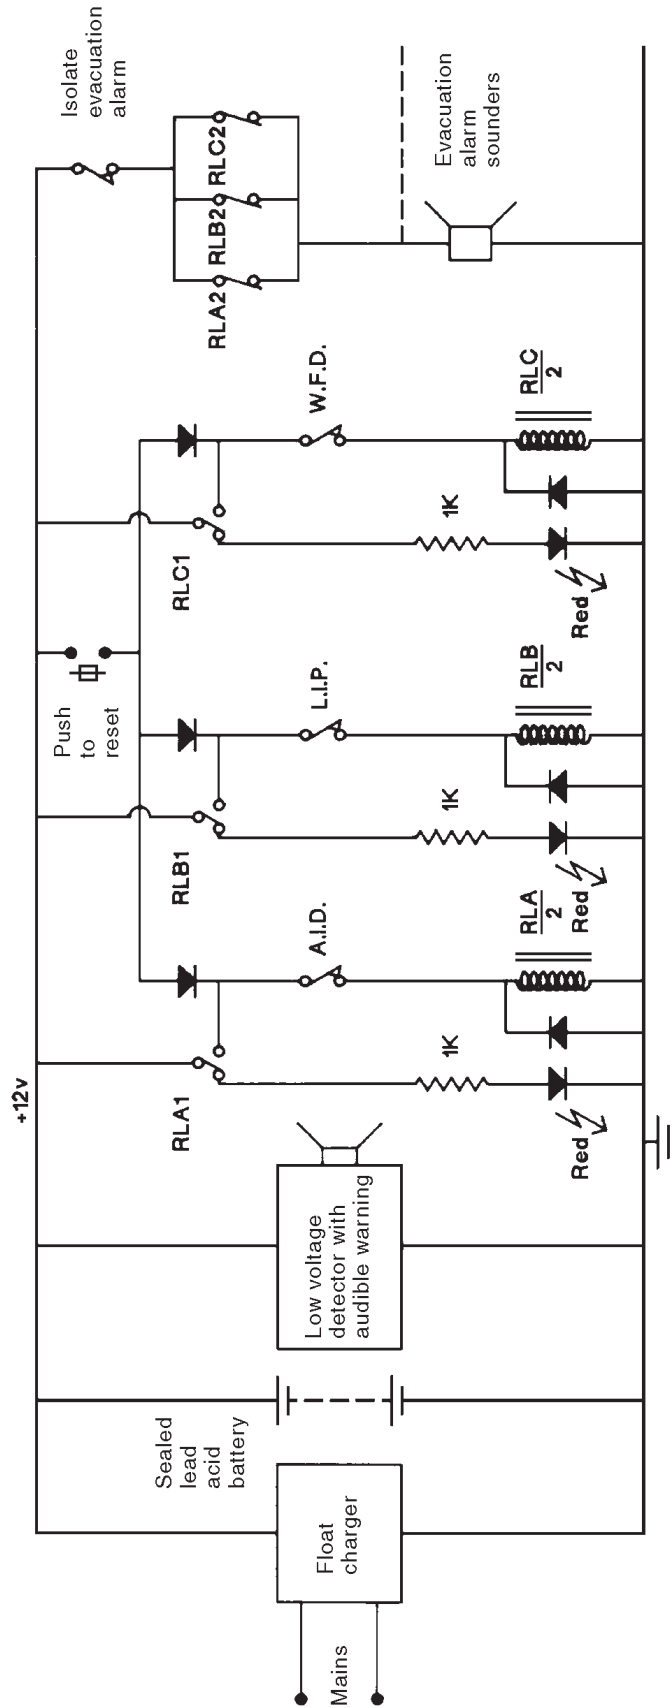 Mains
Float
charger
Sealed
lead
acid
battery
Low voltage
detector with
audible warning
+12v
RLA1
1K
Red
A.I.D.
RLA
2
Push
to
reset
RLB1
1K
Red
L.I.P.
RLB
2
RLC1
1K
Red
W.F.D.
RLC
2
RLA2
RLB2
RLC2
Isolate
evacuation
alarm
Evacuation
alarm
sounders